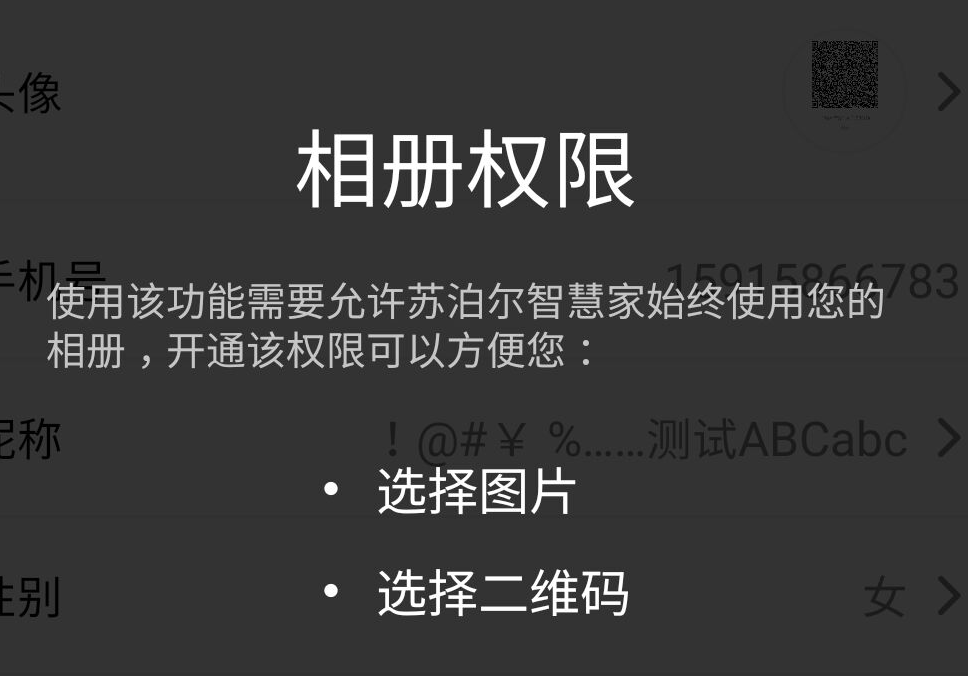 头像
相册权限
手机号
15915866783
使用该功能需要允许苏泊尔智慧家始终使用您的
相册，开通该权限可以方便您：
昵称
！@#￥ %……测试ABCabc
• 选择图片
• 选择二维码
性别
女